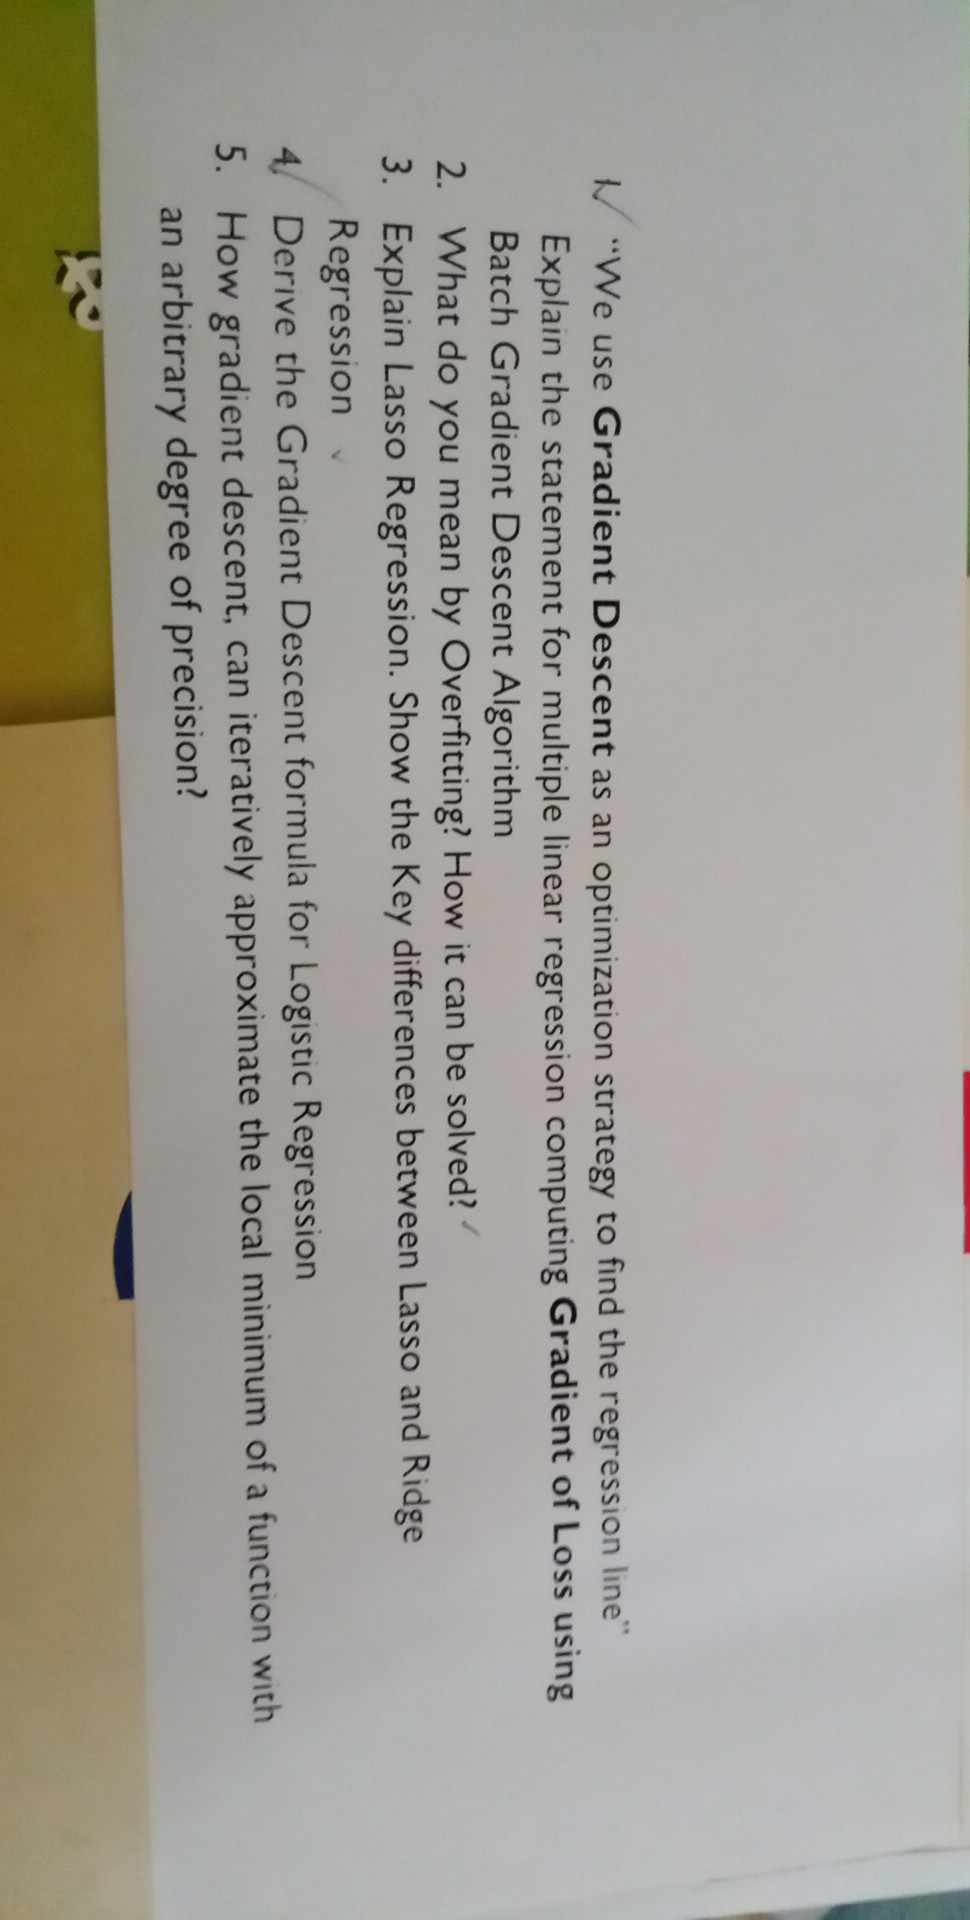 1. "We use Gradient Descent as an optimization strategy to find the regression line"
Explain the statement for multiple linear regression computing Gradient of Loss using
Batch Gradient Descent Algorithm
2. What do you mean by Overfitting? How it can be solved?
3. Explain Lasso Regression. Show the Key differences between Lasso and Ridge
Regression
4. Derive the Gradient Descent formula for Logistic Regression
5. How gradient descent, can iteratively approximate the local minimum of a function with
an arbitrary degree of precision?